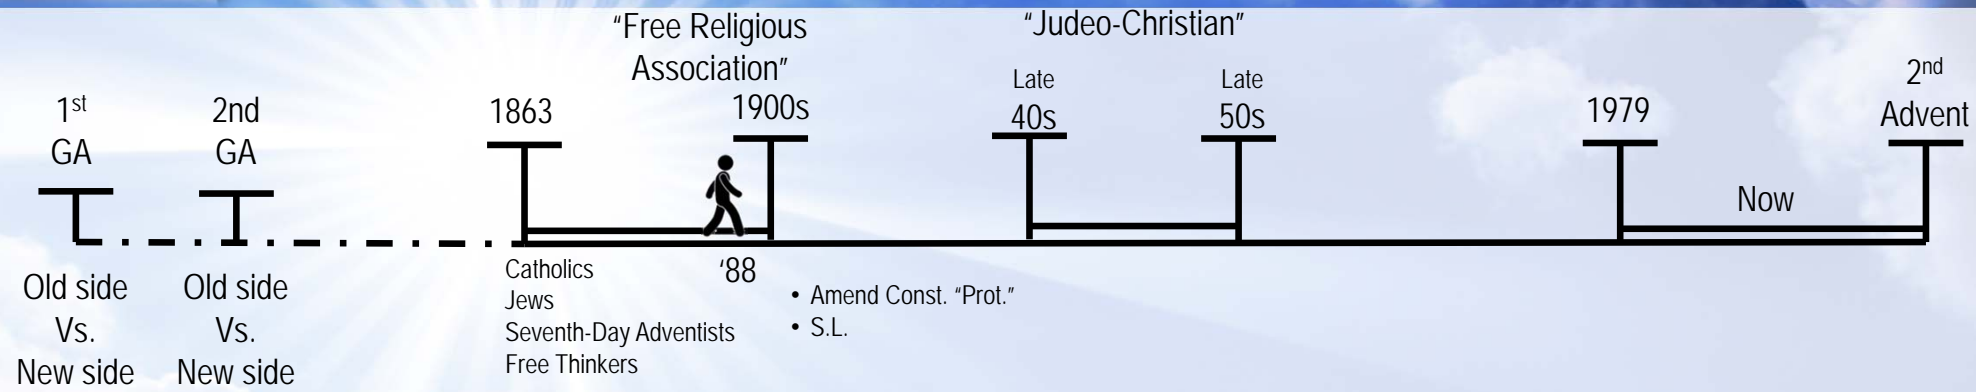 “Free Religious
Association”
“Judeo-Christian”
1st
GA
2nd
GA
1863
1900s
Late
40s
Late
50s
1979
2nd
Advent
Now
Old side
Vs.
New side
Old side
Vs.
New side
Catholics
Jews
Seventh-Day Adventists
Free Thinkers
‘88
• Amend Const. “Prot.”
• S.L.